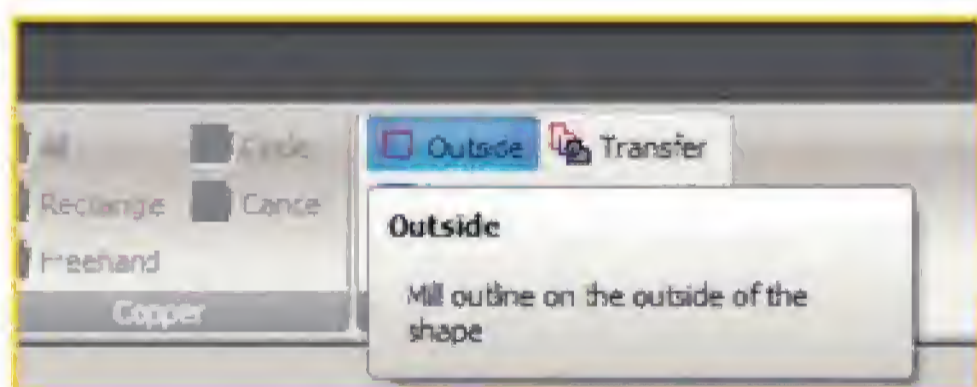 All Circle Outside Transfer
Rectangle Cancel
Freehand
Outside
Copper
Mill outline on the outside of the
shape